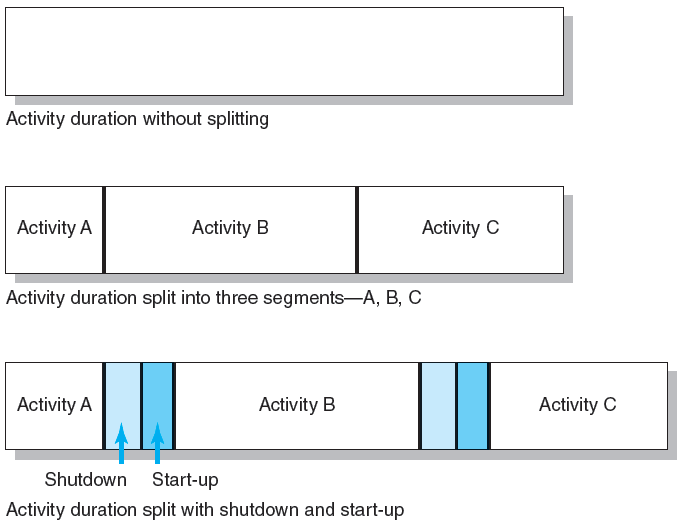 Activity duration without splitting
Activity A Activity B Activity C
Activity duration split into three segments—A, B, C
Activity A Activity B Activity C
Shutdown Start-up
Activity duration split with shutdown and start-up